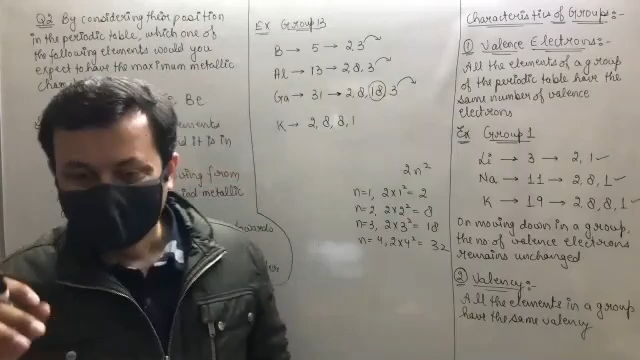 Q2 By considering their position
in the periodic table, which one of
the following elements would you
expect to have the maximum metallic
Be
it is in
from
metallic
Ex Group 13
B → 5 → 2,3
Al → 13 → 2,8,3
Ga → 31 → 2,8,18,3
K → 2,8,8,1
2n²
n=1, 2×1² = 2
n=2, 2×2² = 8
n=3, 2×3² = 18
n=4, 2×4² = 32
Characteristics of Groups:-
① Valence Electrons:-
All the elements of a group
of the periodic table have the
same number of valence
electrons
Ex Group 1
Li → 3 → 2,1 ✓
Na → 11 → 2,8,1 ✓
K → 19 → 2,8,8,1 ✓
On moving down in a group,
the no of valence electrons
remains unchanged
② Valency:-
All the elements in a group
have the same valency